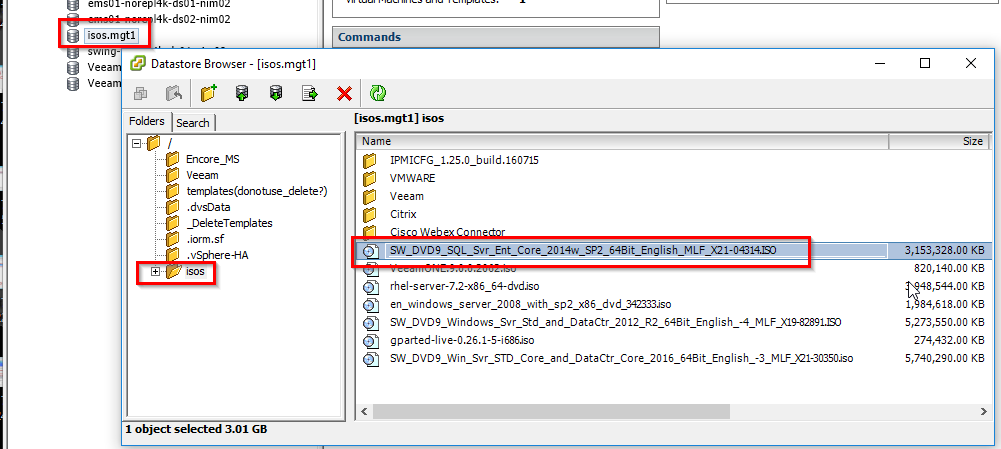 ems01-norepl4k-ds01-nim02
ems01-norepl4k-ds02-nim02
isos.mgt1
swing-
Veeam
Veeam
Virtual Machines and Templates: 1
Commands
Datastore Browser - [isos.mgt1]
Folders Search
/
Encore_MS
Veeam
templates(donotuse_delete?)
.dvsData
_DeleteTemplates
.iorm.sf
.vSphere-HA
isos
[isos.mgt1] isos
Name Size
IPMICFG_1.25.0_build.160715
VMWARE
Veeam
Citrix
Cisco Webex Connector
SW_DVD9_SQL_Svr_Ent_Core_2014w_SP2_64Bit_English_MLF_X21-04314.ISO 3,153,328.00 KB
VeeamONE.9.0.0.2062.iso 820,140.00 KB
rhel-server-7.2-x86_64-dvd.iso 3,948,544.00 KB
en_windows_server_2008_with_sp2_x86_dvd_342333.iso 1,984,618.00 KB
SW_DVD9_Windows_Svr_Std_and_DataCtr_2012_R2_64Bit_English_-4_MLF_X19-82891.ISO 5,273,550.00 KB
gparted-live-0.26.1-5-i686.iso 274,432.00 KB
SW_DVD9_Win_Svr_STD_Core_and_DataCtr_Core_2016_64Bit_English_-3_MLF_X21-30350.iso 5,740,290.00 KB
1 object selected 3.01 GB